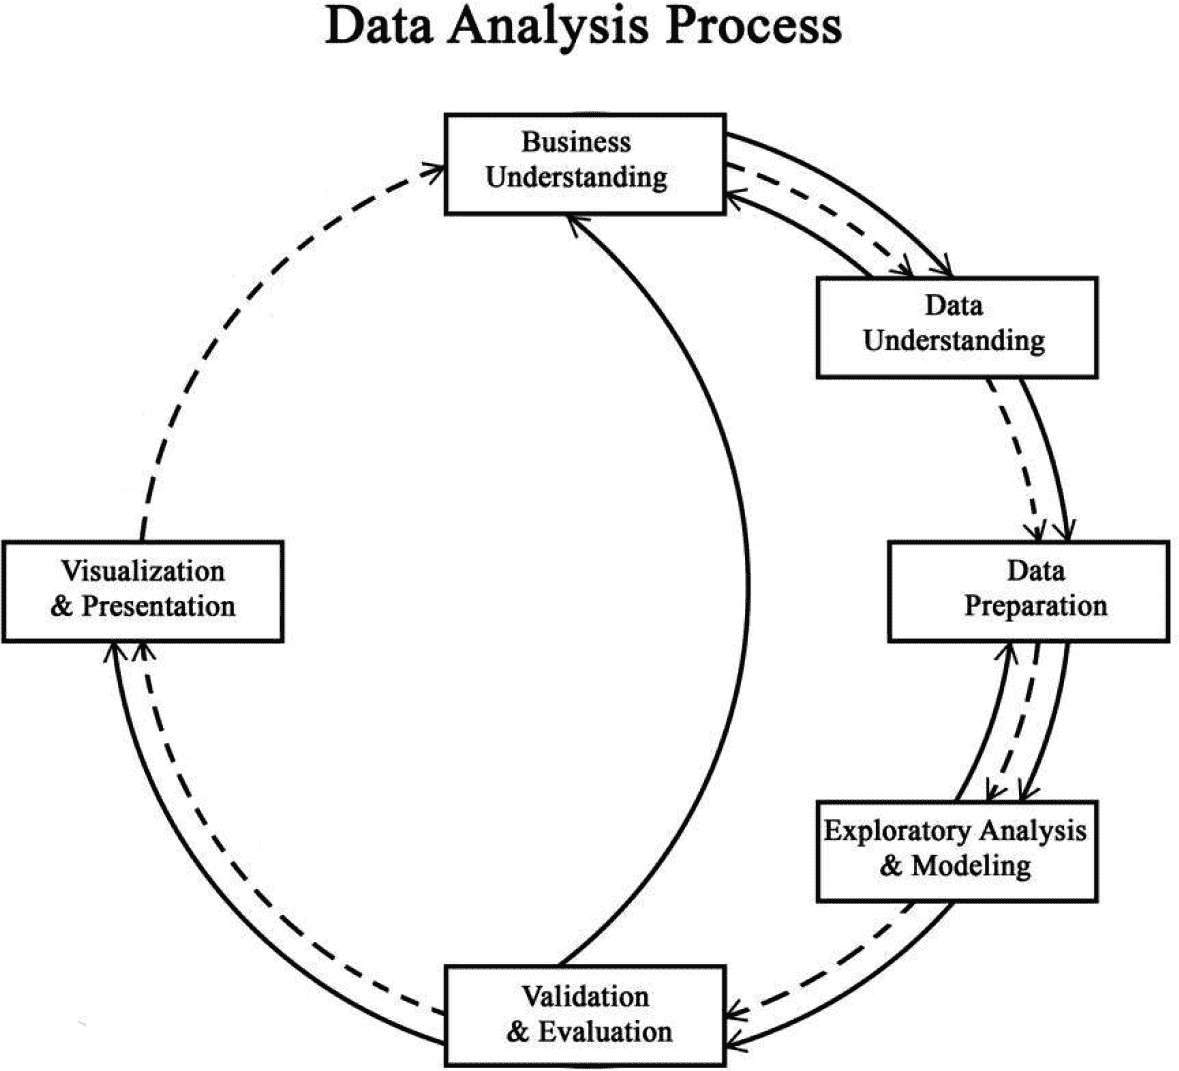 Data Analysis Process
Business
Understanding
Data
Understanding
Data
Preparation
Exploratory Analysis
& Modeling
Validation
& Evaluation
Visualization
& Presentation